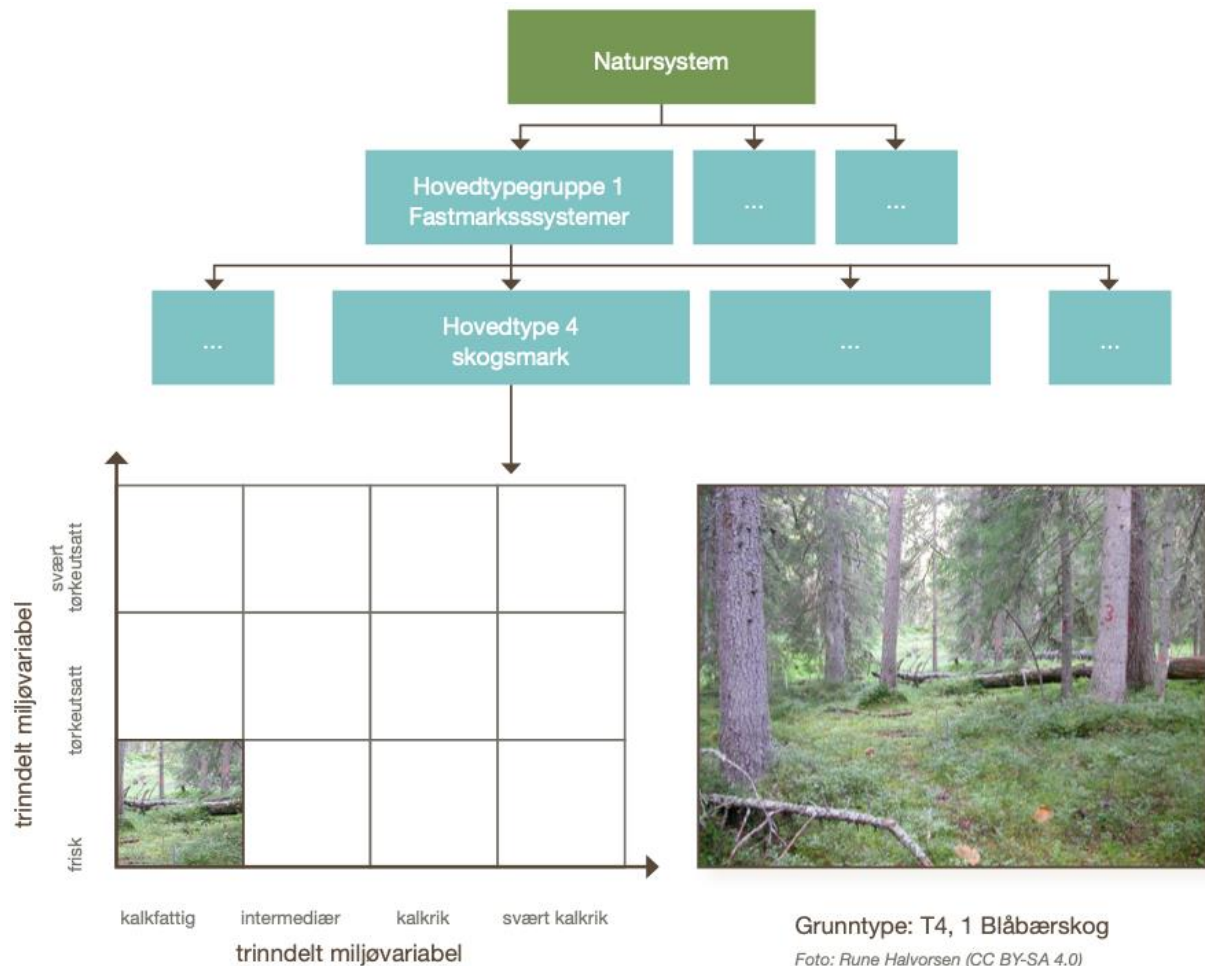 Natursystem
Hovedtypegruppe 1
Fastmarksssystemer
...
...
...
Hovedtype 4
skogsmark
...
...
trinndelt miljøvariabel
svært
tørkeutsatt
tørkeutsatt
frisk
3
kalkfattig
intermediær
kalkrik
svært kalkrik
trinndelt miljøvariabel
Grunntype: T4, 1 Blåbærskog
Foto: Rune Halvorsen (CC BY-SA 4.0)